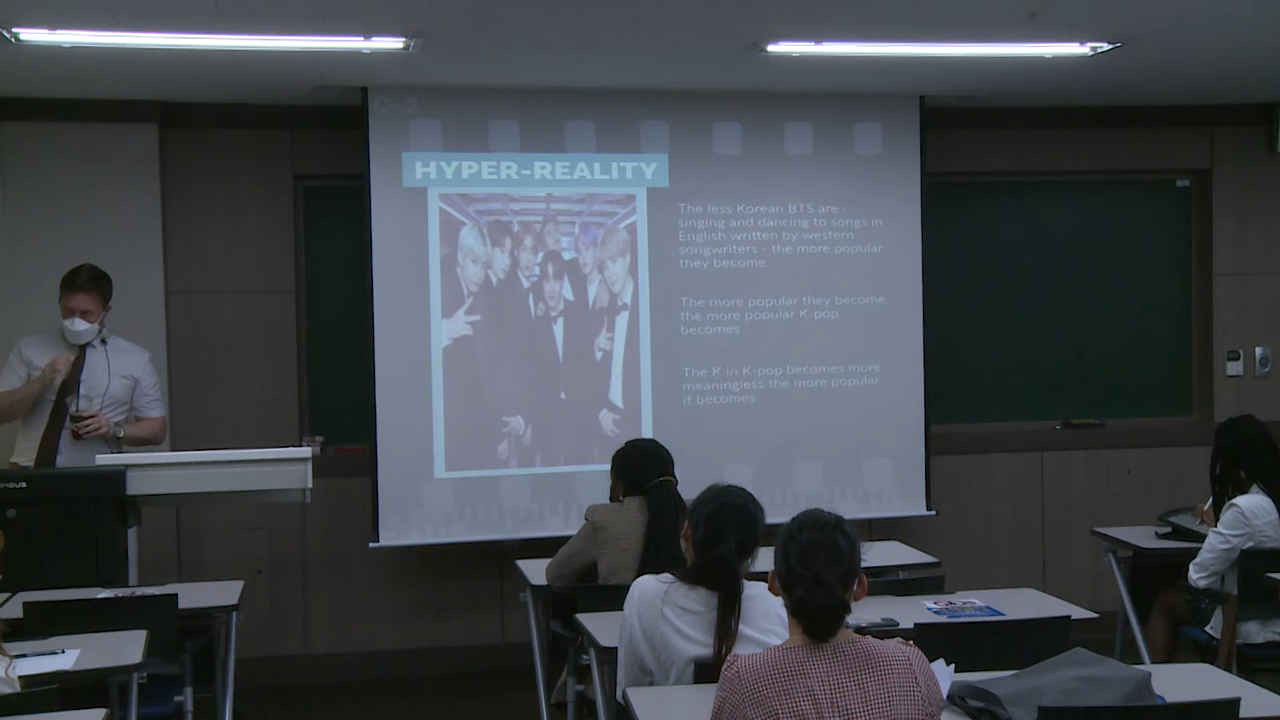 HYPER-REALITY
The less Korean BTS are -
singing and dancing to songs in
English written by western
songwriters - the more popular
they become
The more popular they become,
the more popular K-pop
becomes
The K in K-pop becomes more
meaningless the more popular
it becomes